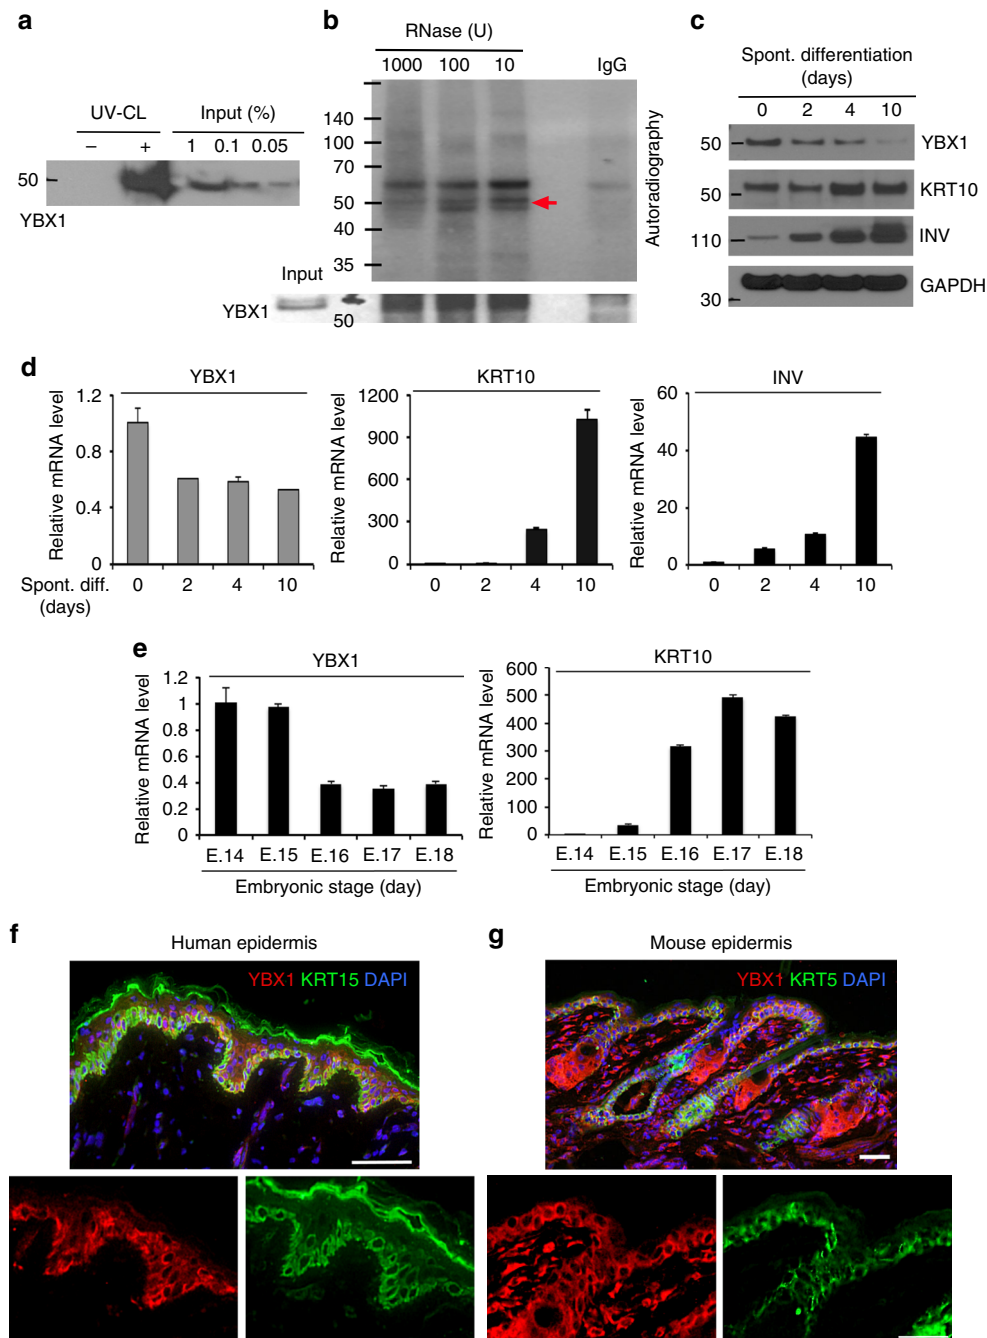 a
UV-CL Input (%)
– + 1 0.1 0.05
50
YBX1
b
RNase (U)
1000 100 10 IgG
140
100
70
50
40
35
Autoradiography
Input
YBX1
50
c
Spont. differentiation
(days)
0 2 4 10
50 YBX1
50 KRT10
110 INV
GAPDH
30
d
YBX1
Relative mRNA level
1.2
0.8
0.4
0
Spont. diff.
(days)
0 2 4 10
KRT10
Relative mRNA level
1200
900
600
300
0
0 2 4 10
INV
Relative mRNA level
60
40
20
0
0 2 4 10
e
YBX1
Relative mRNA level
1.2
1
0.8
0.6
0.4
0.2
0
E.14 E.15 E.16 E.17 E.18
Embryonic stage (day)
KRT10
Relative mRNA level
600
500
400
300
200
100
0
E.14 E.15 E.16 E.17 E.18
Embryonic stage (day)
f
Human epidermis
YBX1 KRT15 DAPI
g
Mouse epidermis
YBX1 KRT5 DAPI